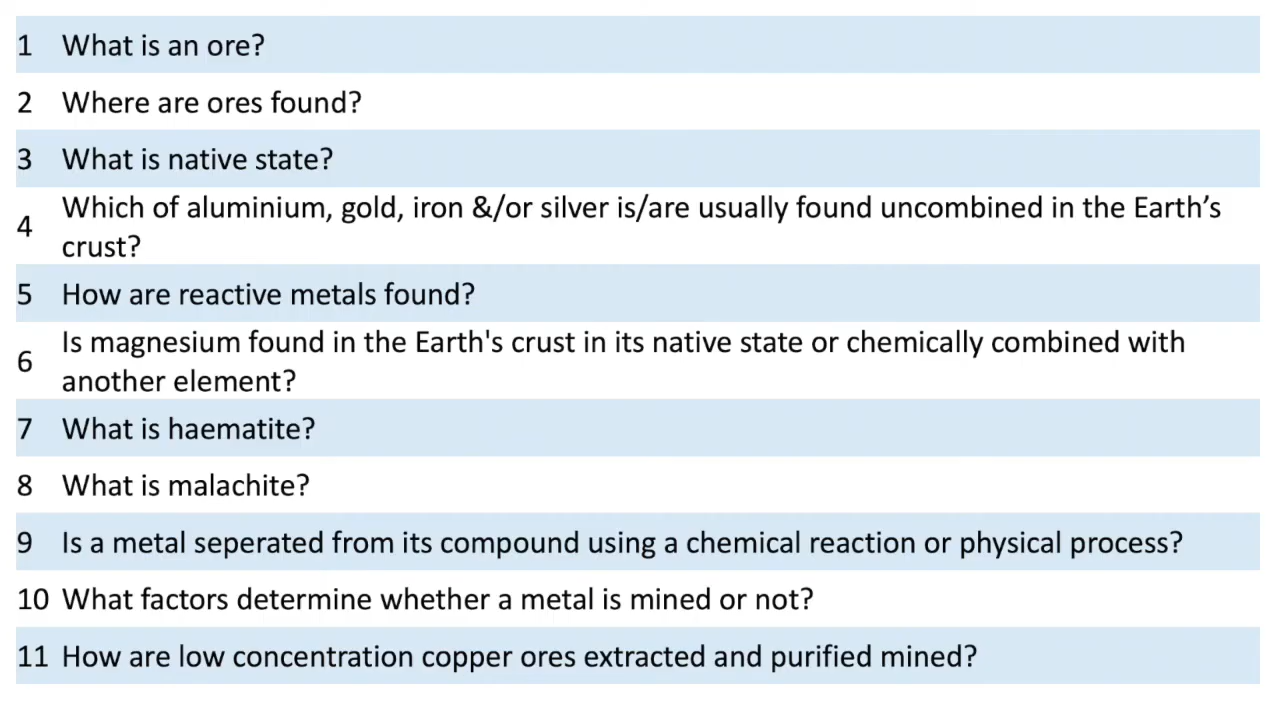 1 What is an ore?
2 Where are ores found?
3 What is native state?
4 Which of aluminium, gold, iron &/or silver is/are usually found uncombined in the Earth’s
crust?
5 How are reactive metals found?
6 Is magnesium found in the Earth's crust in its native state or chemically combined with
another element?
7 What is haematite?
8 What is malachite?
9 Is a metal seperated from its compound using a chemical reaction or physical process?
10 What factors determine whether a metal is mined or not?
11 How are low concentration copper ores extracted and purified mined?